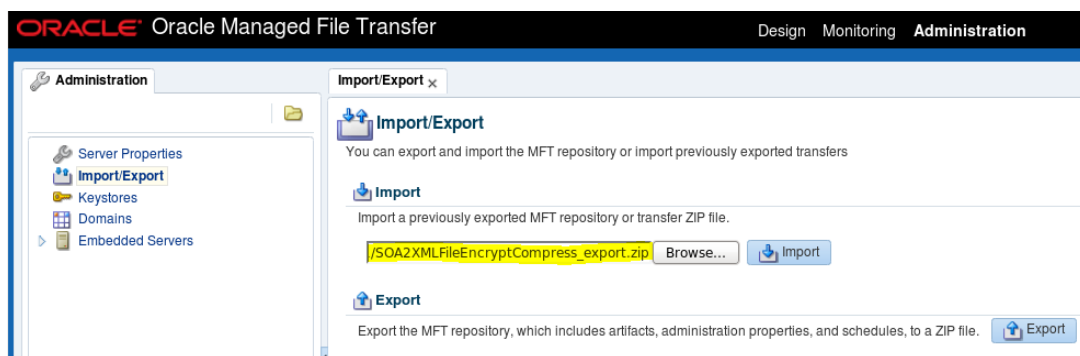 ORACLE Oracle Managed File Transfer
Design Monitoring Administration
Administration
Import/Export
Server Properties
Import/Export
Keystores
Domains
Embedded Servers
Import/Export
You can export and import the MFT repository or import previously exported transfers
Import
Import a previously exported MFT repository or transfer ZIP file.
./SOA2XMLFileEncryptCompress_export.zip Browse... Import
Export
Export the MFT repository, which includes artifacts, administration properties, and schedules, to a ZIP file. Export